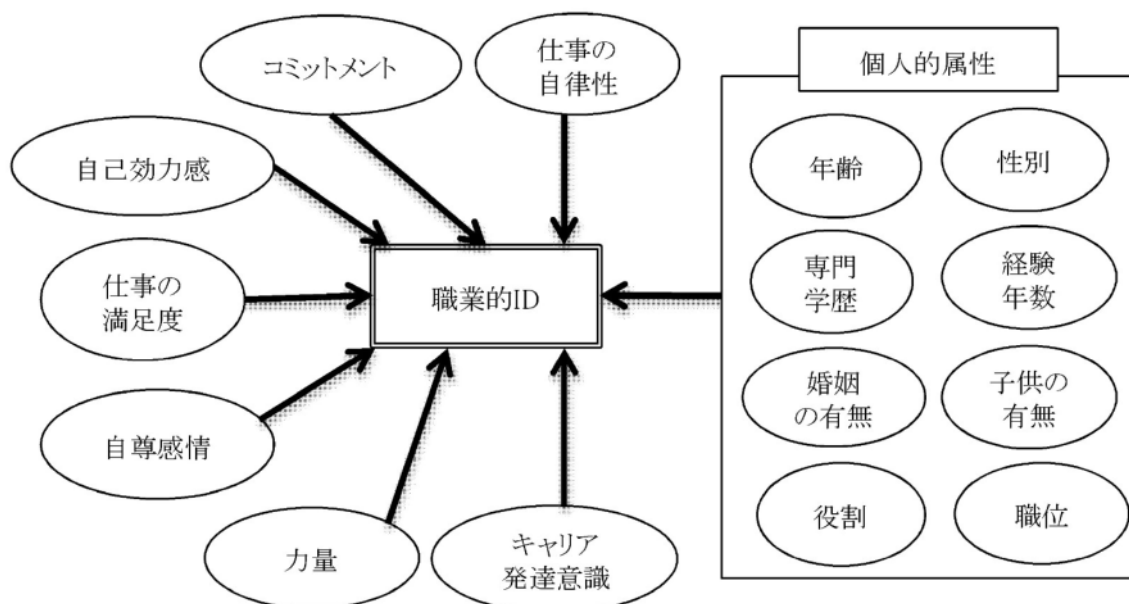 コミットメント
仕事の
自律性
個人的属性
自己効力感
年齢
性別
仕事の
満足度
職業的ID
専門
学歴
経験
年数
自尊感情
婚姻
の有無
子供の
有無
力量
キャリア
発達意識
役割
職位